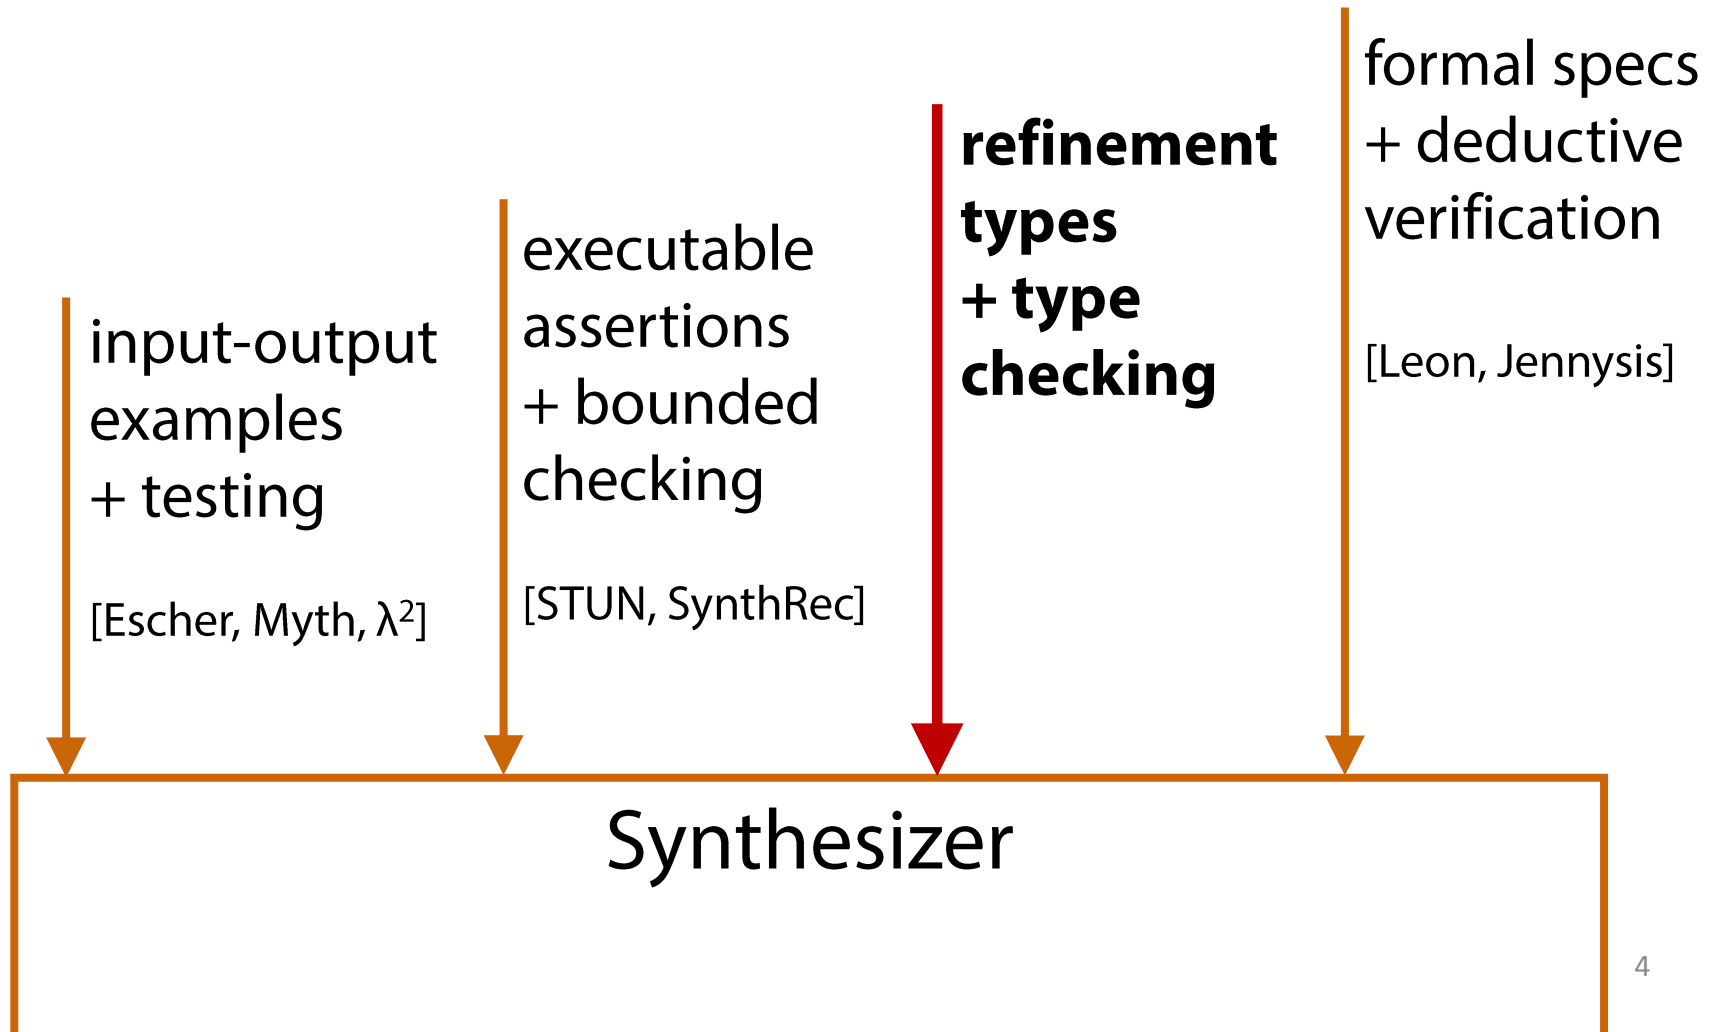 input-output
examples
+ testing
[Escher, Myth, λ²]
executable
assertions
+ bounded
checking
[STUN, SynthRec]
refinement
types
+ type
checking
formal specs
+ deductive
verification
[Leon, Jennysis]
Synthesizer
4